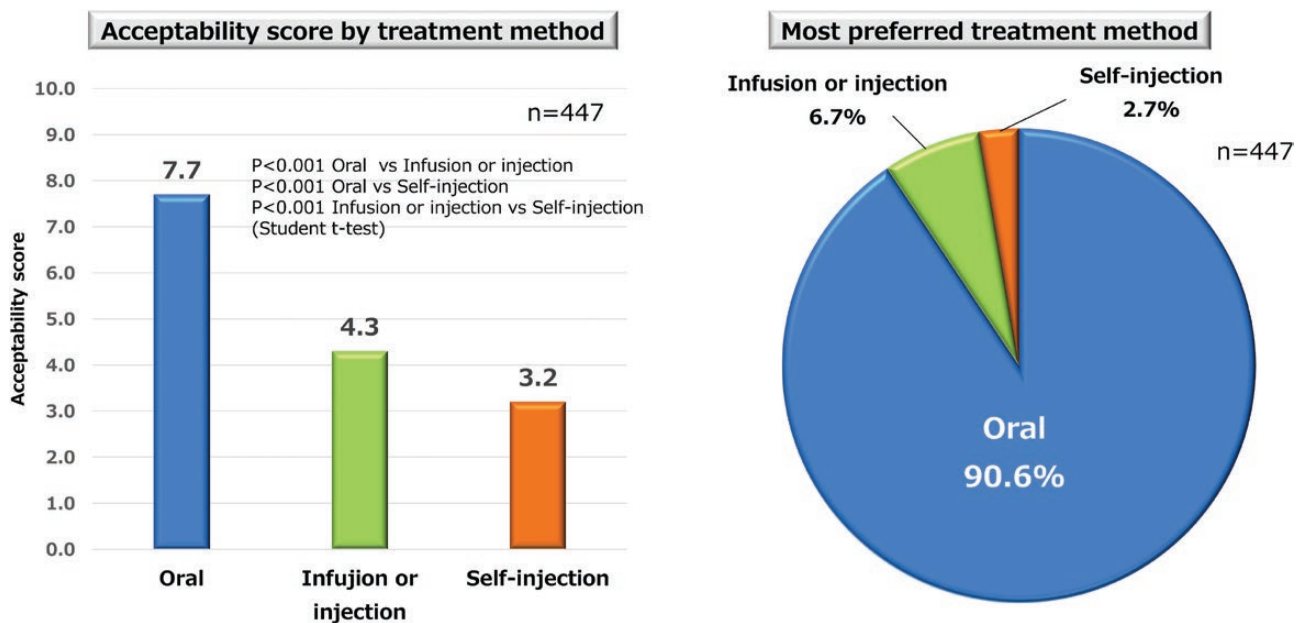 Acceptability score by treatment method
n=447
P<0.001 Oral vs Infusion or injection
P<0.001 Oral vs Self-injection
P<0.001 Infusion or injection vs Self-injection
(Student t-test)
Acceptability score
10.0
9.0
8.0
7.0
6.0
5.0
4.0
3.0
2.0
1.0
0.0
7.7
4.3
3.2
Oral
Infujion or
injection
Self-injection
Most preferred treatment method
Infusion or injection
6.7%
Self-injection
2.7%
n=447
Oral
90.6%